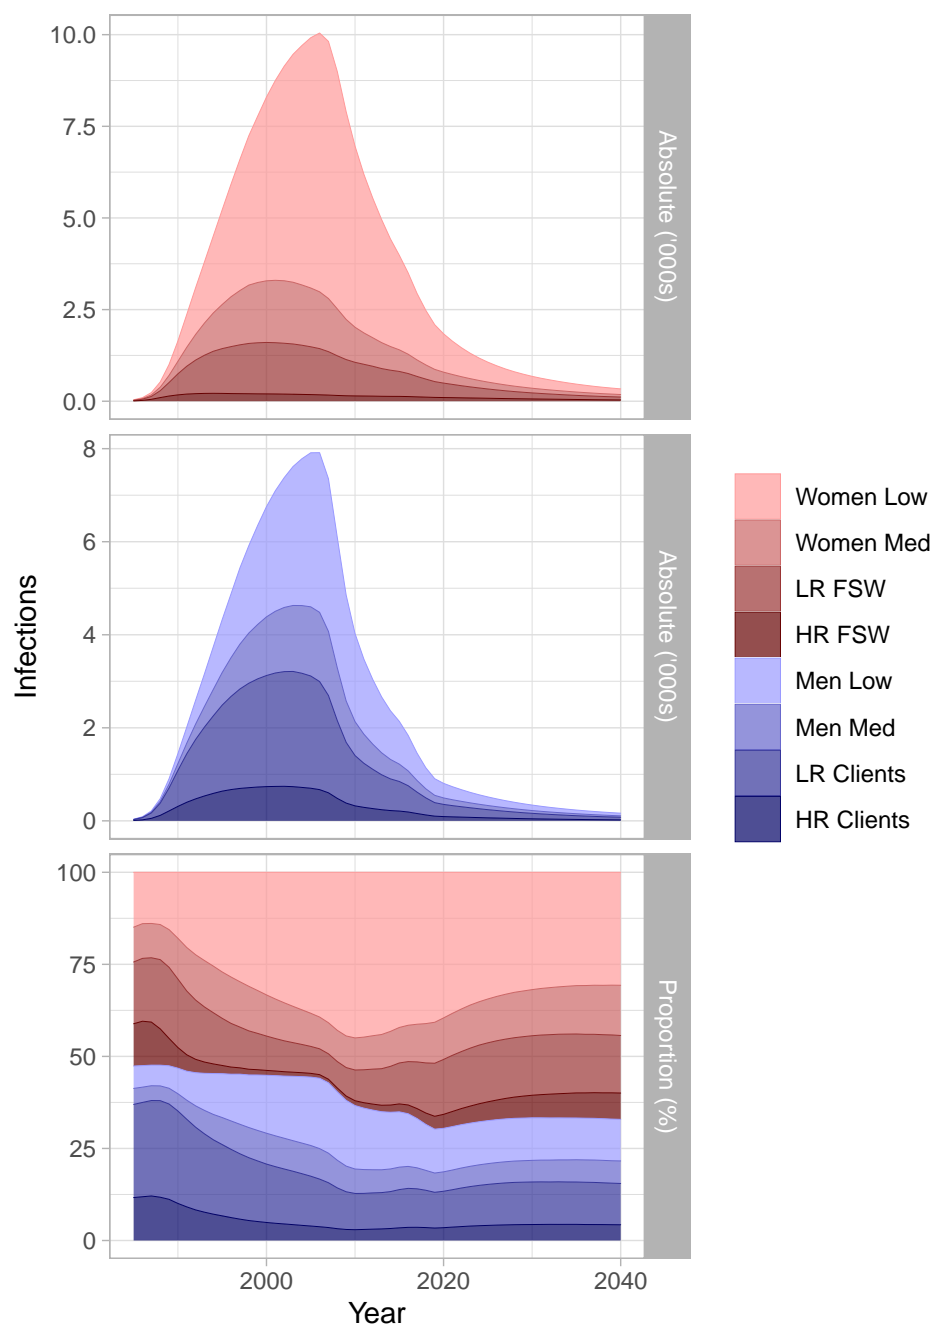 10.0
7.5
5.0
2.5
0.0
Absolute ('000s)
8
6
4
2
0
Absolute ('000s)
100
75
50
25
0
Proportion (%)
2000
2020
2040
Year
Infections
Women Low
Women Med
LR FSW
HR FSW
Men Low
Men Med
LR Clients
HR Clients